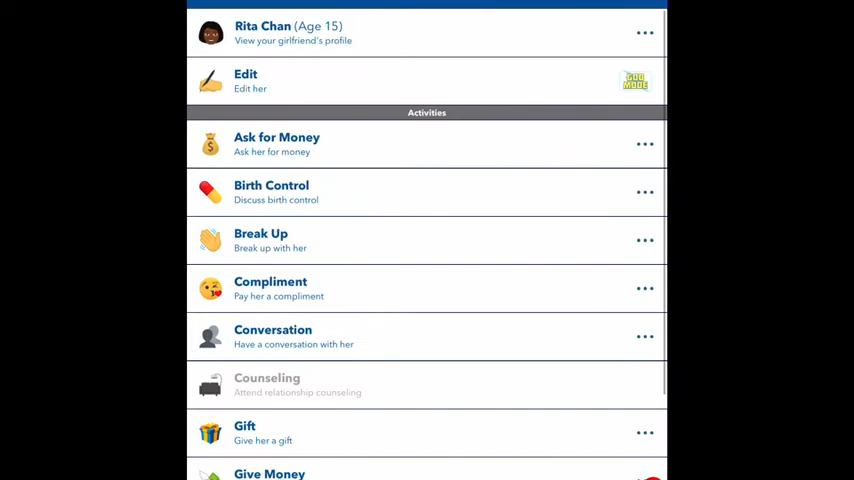 Rita Chan (Age 15)
View your girlfriend's profile
Edit
Edit her
GOD
MODE
Activities
Ask for Money
Ask her for money
Birth Control
Discuss birth control
Break Up
Break up with her
Compliment
Pay her a compliment
Conversation
Have a conversation with her
Counseling
Attend relationship counseling
Gift
Give her a gift
Give Money